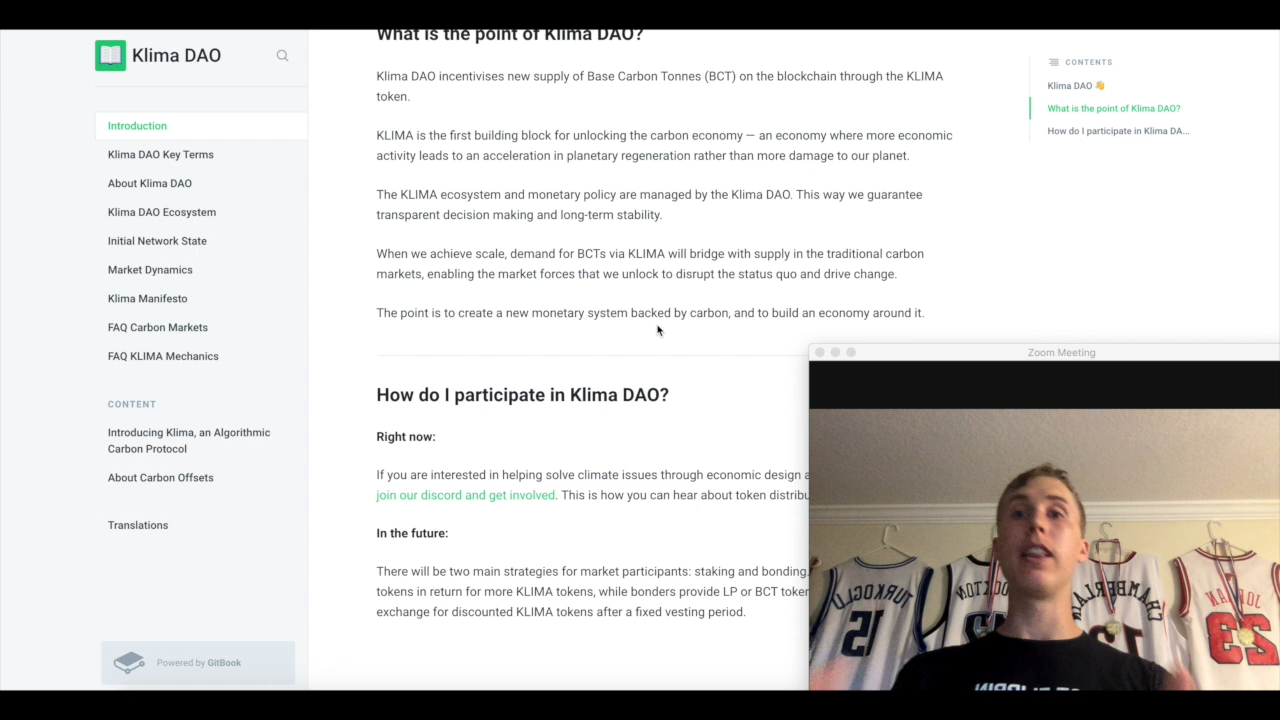 Klima DAO
Introduction
Klima DAO Key Terms
About Klima DAO
Klima DAO Ecosystem
Initial Network State
Market Dynamics
Klima Manifesto
FAQ Carbon Markets
FAQ KLIMA Mechanics
CONTENT
Introducing Klima, an Algorithmic
Carbon Protocol
About Carbon Offsets
Translations
Powered by GitBook
What is the point of Klima DAO?
Klima DAO incentivises new supply of Base Carbon Tonnes (BCT) on the blockchain through the KLIMA
token.
KLIMA is the first building block for unlocking the carbon economy — an economy where more economic
activity leads to an acceleration in planetary regeneration rather than more damage to our planet.
The KLIMA ecosystem and monetary policy are managed by the Klima DAO. This way we guarantee
transparent decision making and long-term stability.
When we achieve scale, demand for BCTs via KLIMA will bridge with supply in the traditional carbon
markets, enabling the market forces that we unlock to disrupt the status quo and drive change.
The point is to create a new monetary system backed by carbon, and to build an economy around it.
How do I participate in Klima DAO?
Right now:
If you are interested in helping solve climate issues through economic design
join our discord and get involved. This is how you can hear about token
In the future:
There will be two main strategies for market participants: staking and bonding.
tokens in return for more KLIMA tokens, while bonders provide LP or BCT
exchange for discounted KLIMA tokens after a fixed vesting period.
CONTENTS
Klima DAO 👋
What is the point of Klima DAO?
How do I participate in Klima DA...
Zoom Meeting
TURKOGLU
15
JORDAN
23